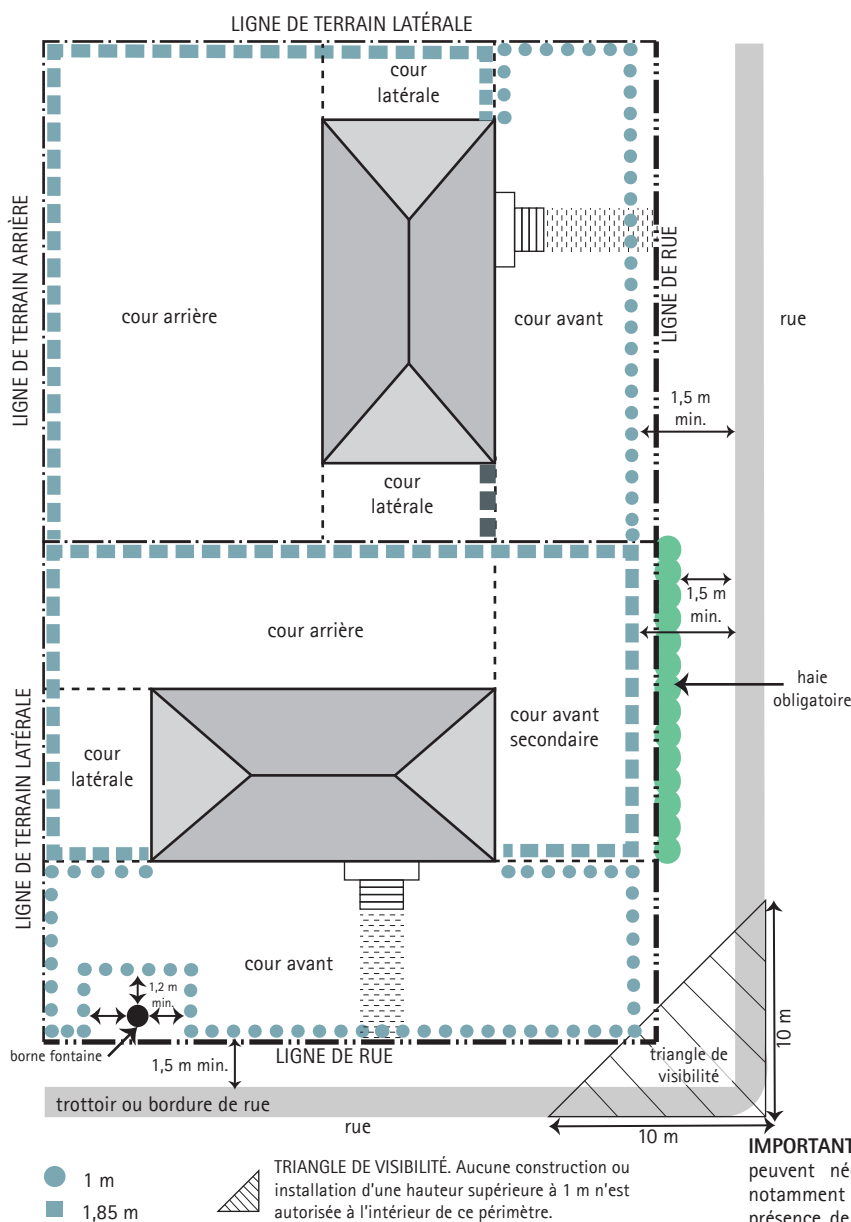 LIGNE DE TERRAIN LATÉRALE
cour
latérale
LIGNE DE TERRAIN ARRIÈRE
cour arrière
cour avant
LIGNE DE RUE
rue
1,5 m
min.
cour
latérale
1,5 m
min.
cour arrière
haie
obligatoire
LIGNE DE TERRAIN LATÉRALE
cour
latérale
cour avant
secondaire
cour avant
1,2 m
min.
borne fontaine
1,5 m min.
LIGNE DE RUE
triangle de
visibilité
10 m
trottoir ou bordure de rue
rue
10 m
1 m
1,85 m
TRIANGLE DE VISIBILITÉ. Aucune construction ou
installation d'une hauteur supérieure à 1 m n'est
autorisée à l'intérieur de ce périmètre.
IMPORTANT
peuvent né
notamment
présence de